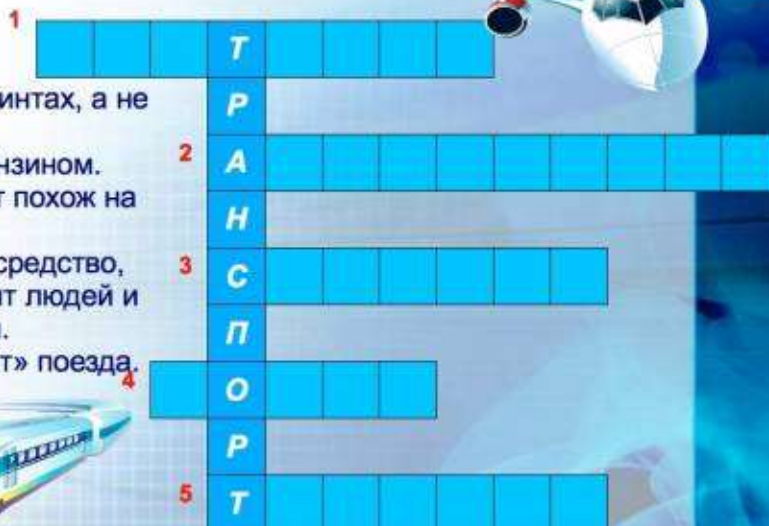 1
Т
интах, а не
Р
нзином.
2
А
т похож на
Н
средство,
3
С
т людей и
П
т» поезда.
4
О
Р
5
Т